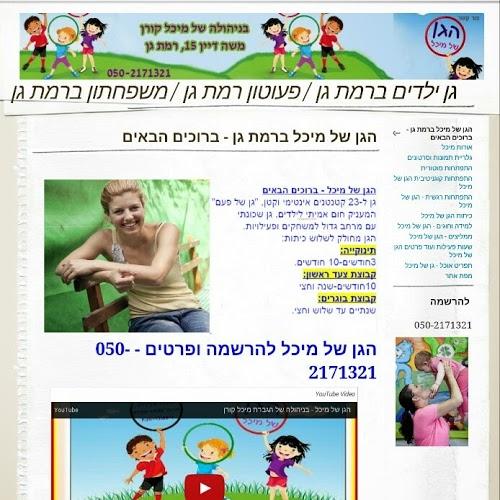 צור קשר
הגן
של מיכל
בניהולה של מיכל קורן
משה דיין 15, רמת גן
050-2171321
גן ילדים ברמת גן / פעוטון רמת גן / משפחתון ברמת גן
הגן של מיכל ברמת גן - ברוכים הבאים
הגן של מיכל - ברוכים הבאים
גן ל-23 קטנטנים אינטימי וקטן. "גן של פעם"
המעניק חום אמיתי לילדים. גן שכונתי
עם מרחב גדול למשחקים ופעילויות.
הגן מחולק לשלוש כיתות:
תינוקייה:
3חודשים-10 חודשים.
קבוצת צעד ראשון:
10חודשים-שנה וחצי
קבוצת בוגרים:
שנתיים עד שלוש וחצי.
הגן של מיכל להרשמה ופרטים - 050-
2171321
YouTube Video
YouTube
הגן של מיכל - בניהולה של הגברת מיכל קורן
של מיכל
הגן של מיכל ברמת גן -
ברוכים הבאים
אודות מיכל
גלריית תמונות וסרטונים
התפתחות מוטורית
התפתחות קוגניטיבית הגן של
מיכל
התפתחות רגשית - הגן של
מיכל
כיתות הגן של מיכל
למידה וחוגים - הגן של מיכל
ממליצים - הגן של מיכל
שעות פעילות ועוד פרטים הגן
של מיכל
תפריט אוכל - גן של מיכל
מפת אתר
להרשמה
050-2171321